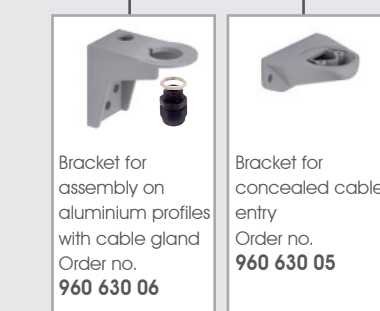 Bracket for
assembly on
aluminium profiles
with cable gland
Order no.
960 630 06
Bracket for
concealed cable
entry
Order no.
960 630 05